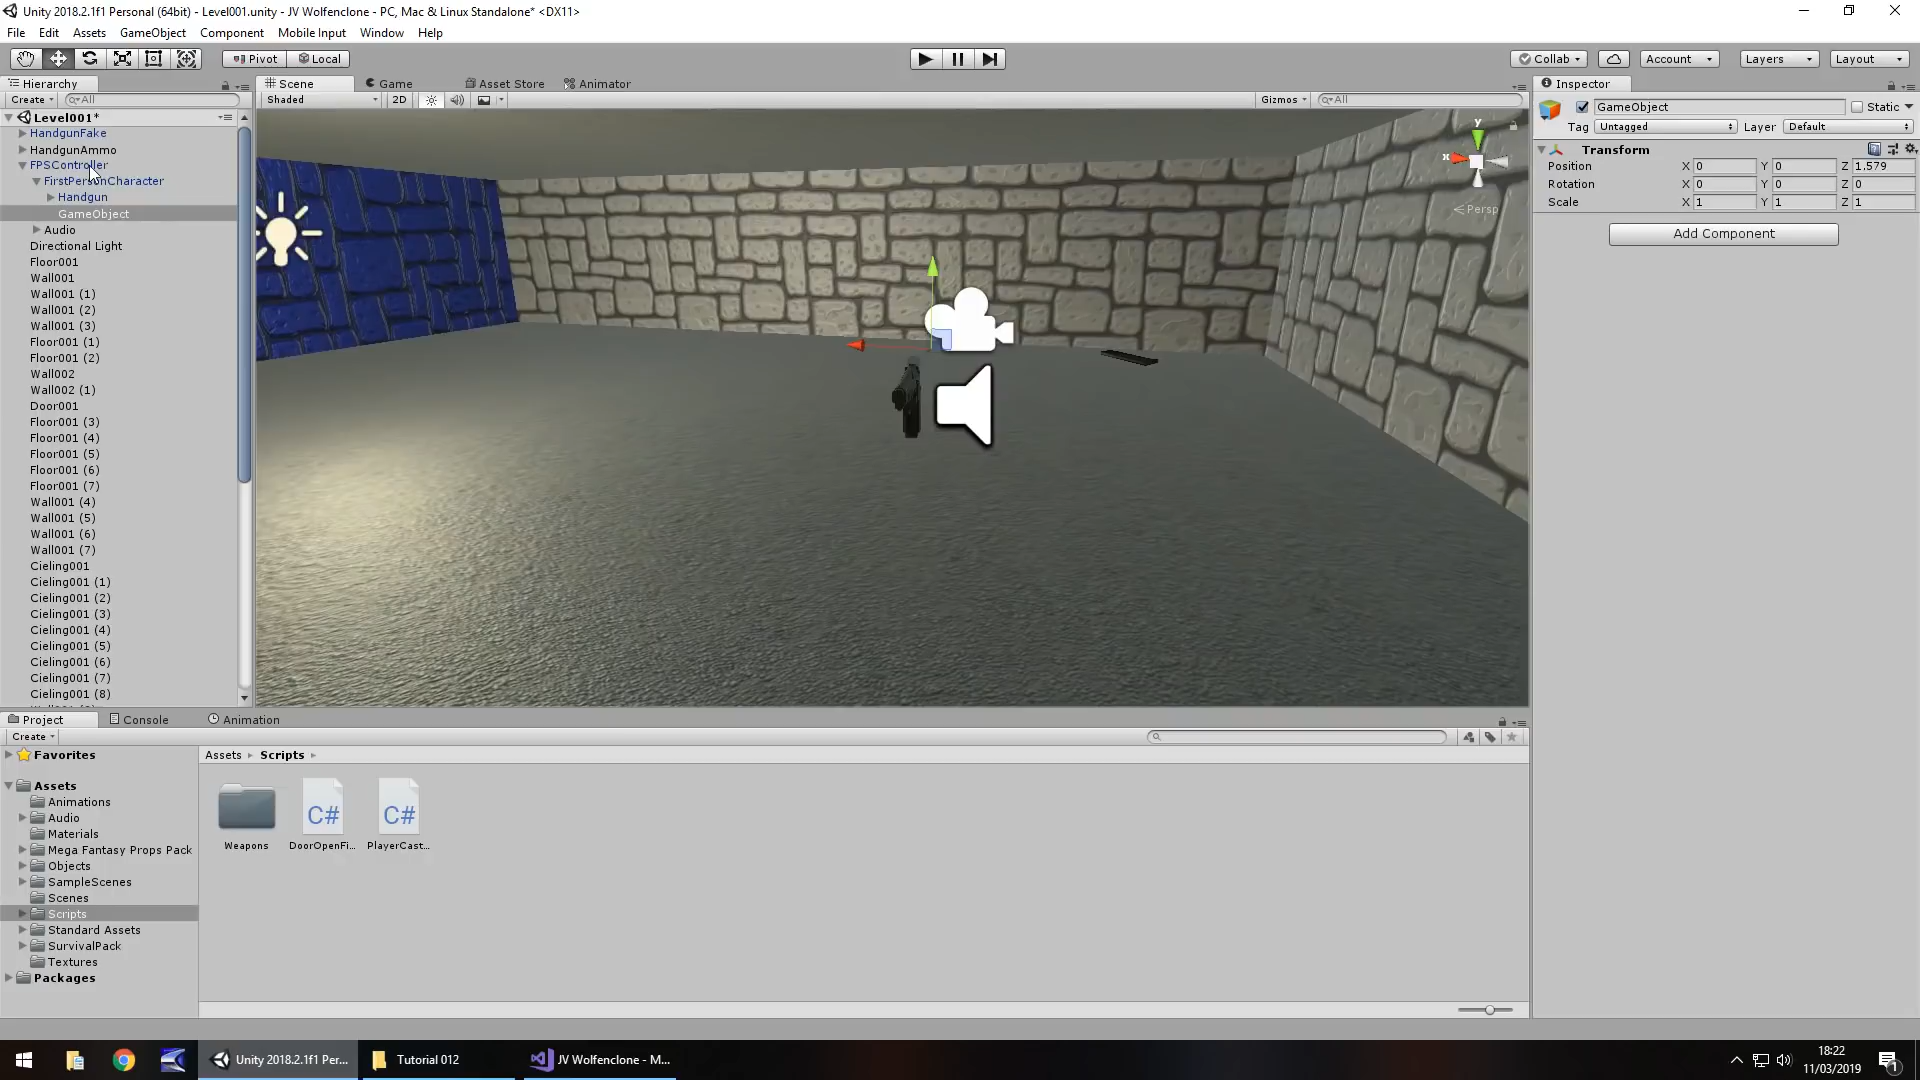 Unity 2018.2.1f1 Personal (64bit) - Level001.unity - JV Wolfenclone - PC, Mac & Linux Standalone* <DX11>
File Edit Assets GameObject Component Mobile Input Window Help
Pivot Local Collab Account Layers Layout
Hierarchy Scene Game Asset Store Animator Inspector
Create All Shaded 2D Gizmos All
GameObject Static
Tag Untagged Layer Default
Level001*
HandgunFake
HandgunAmmo
FPSController
FirstPersonCharacter
Handgun
GameObject
Audio
Directional Light
Floor001
Wall001
Wall001 (1)
Wall001 (2)
Wall001 (3)
Floor001 (1)
Floor001 (2)
Wall002
Wall002 (1)
Door001
Floor001 (3)
Floor001 (4)
Floor001 (5)
Floor001 (6)
Floor001 (7)
Wall001 (4)
Wall001 (5)
Wall001 (6)
Wall001 (7)
Cieling001
Cieling001 (1)
Cieling001 (2)
Cieling001 (3)
Cieling001 (4)
Cieling001 (5)
Cieling001 (6)
Cieling001 (7)
Cieling001 (8)
y
x
Persp
Transform
Position X 0 Y 0 Z 1.579
Rotation X 0 Y 0 Z 0
Scale X 1 Y 1 Z 1
Add Component
Project Console Animation
Create
Favorites
Assets
Animations
Audio
Materials
Mega Fantasy Props Pack
Objects
SampleScenes
Scenes
Scripts
Standard Assets
SurvivalPack
Textures
Packages
Assets Scripts
C# C#
Weapons DoorOpenFi... PlayerCast...
Unity 2018.2.1f1 Per... Tutorial 012 JV Wolfenclone - M...
18:22
11/03/2019
1